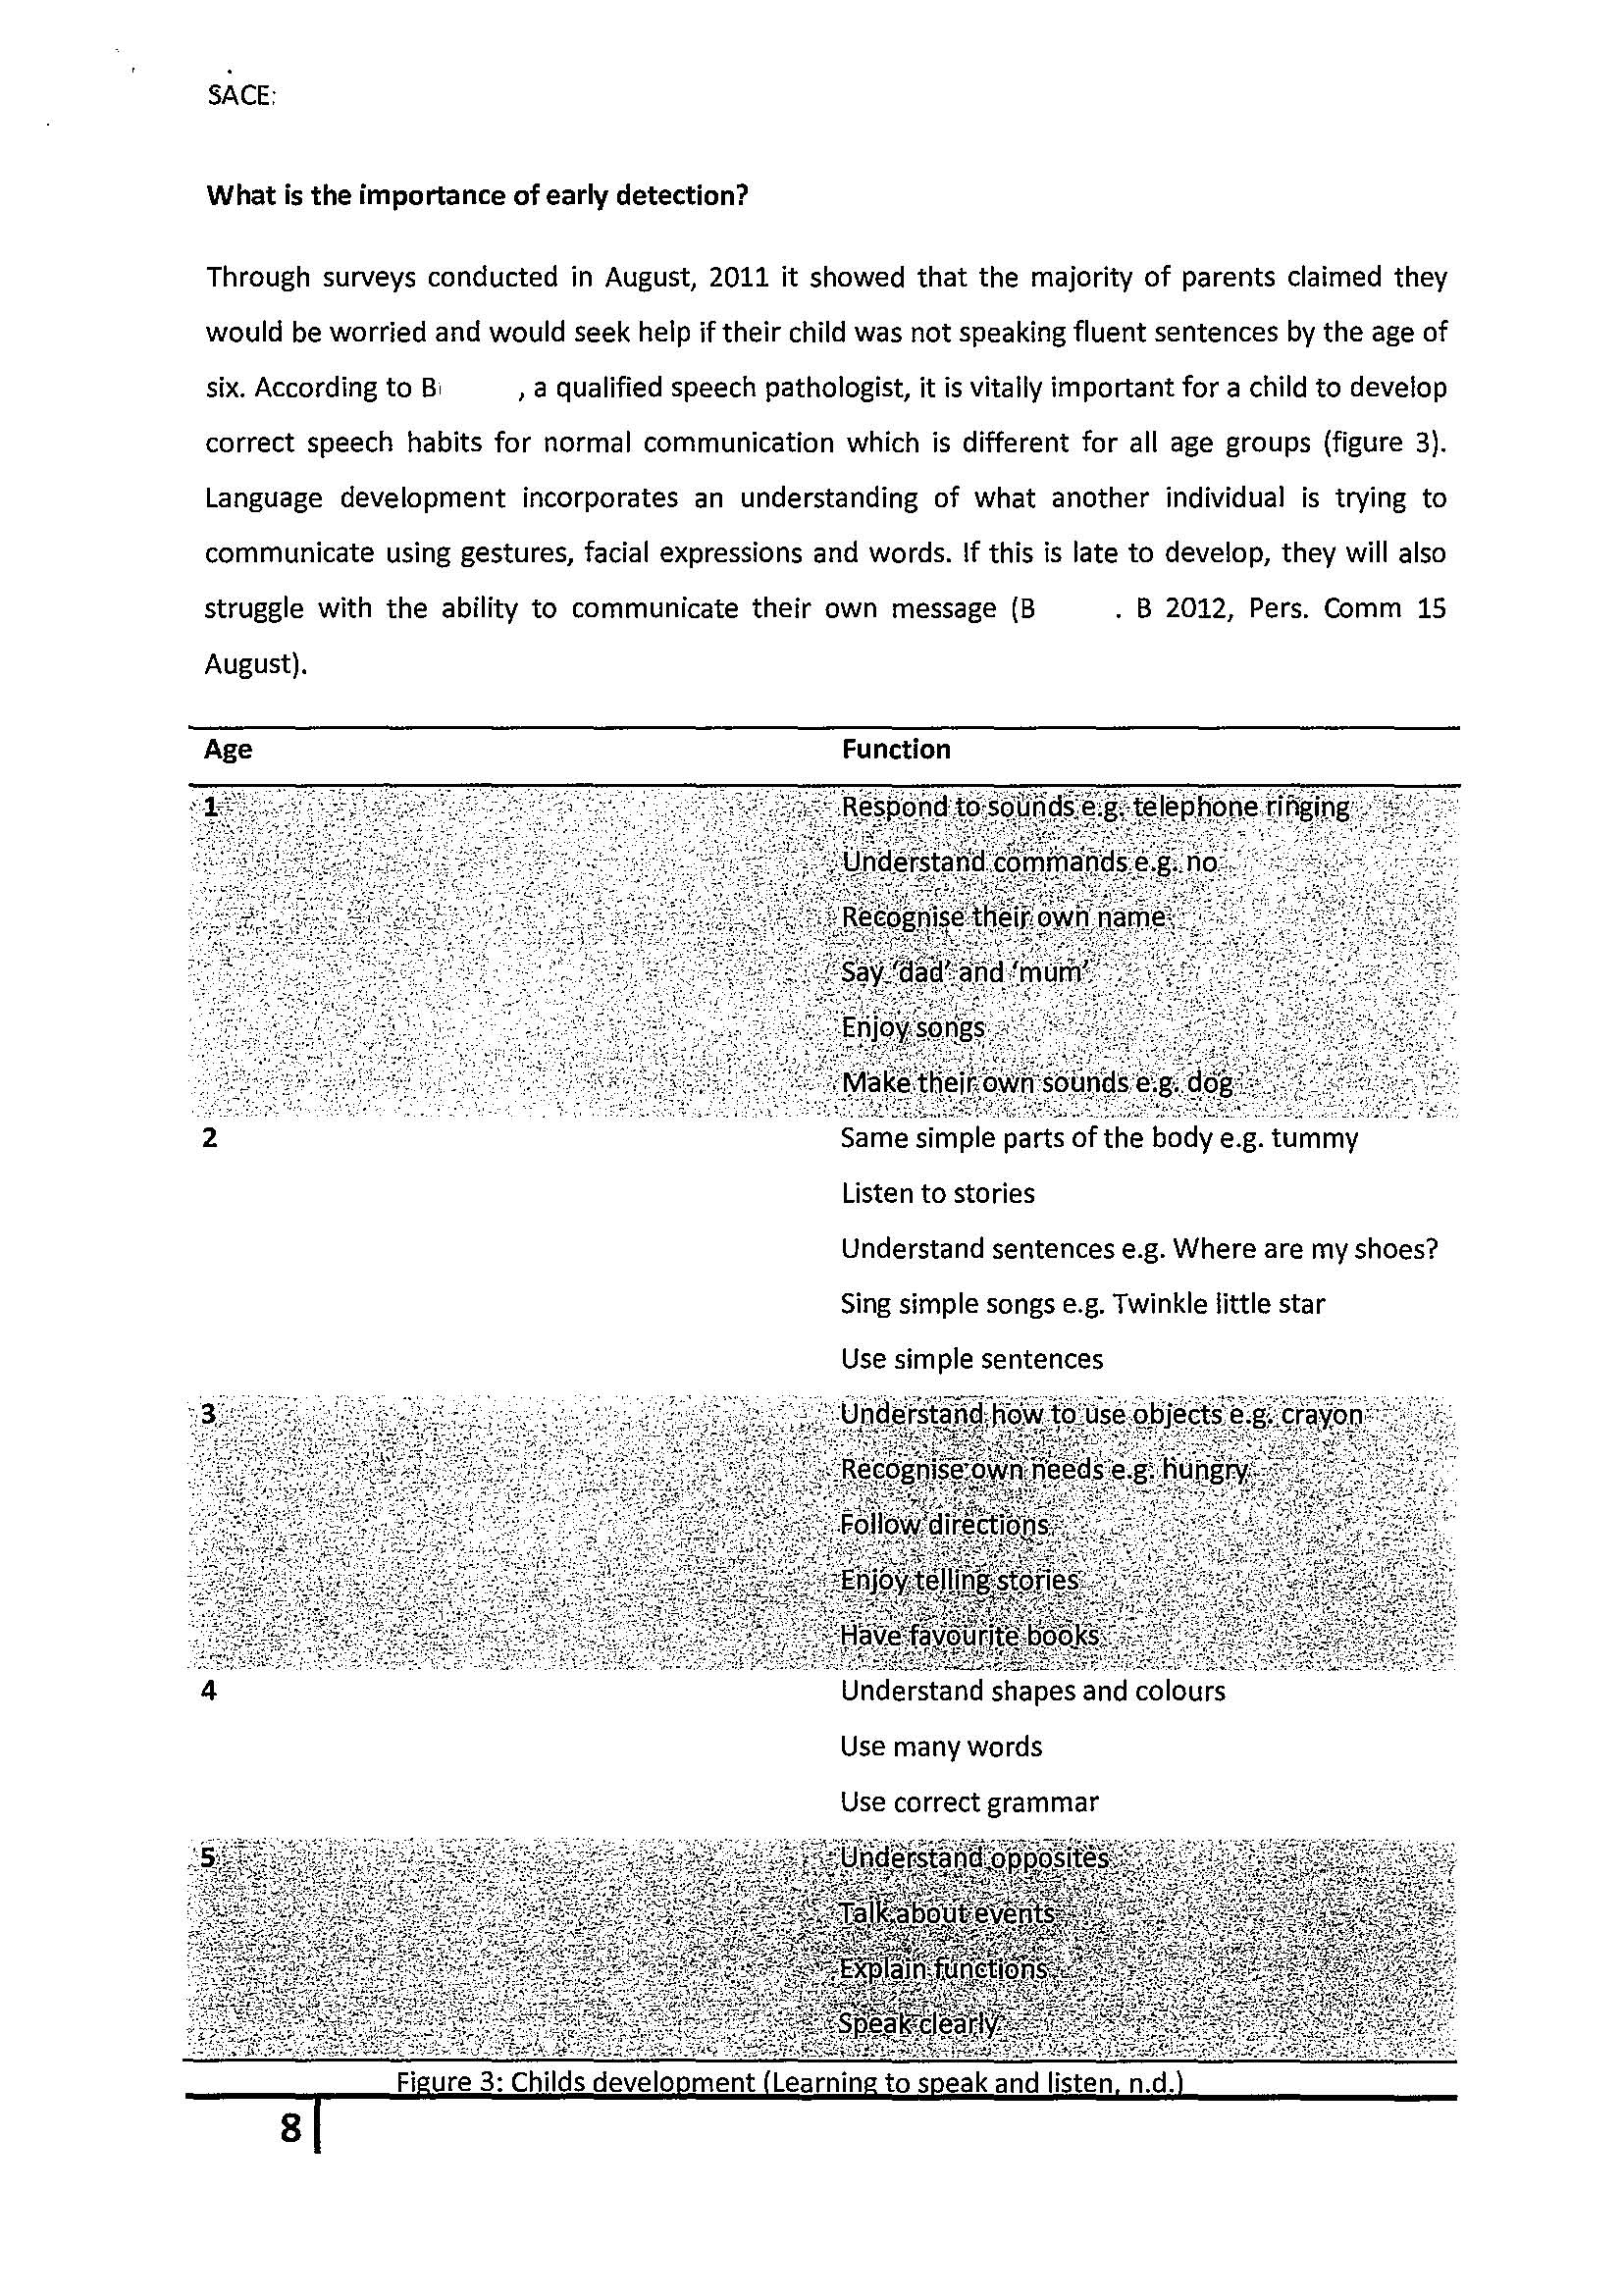 SACE:
What is the importance of early detection?
Through surveys conducted in August, 2011 it showed that the majority of parents claimed they
would be worried and would seek help if their child was not speaking fluent sentences by the age of
six. According to B , a qualified speech pathologist, it is vitally important for a child to develop
correct speech habits for normal communication which is different for all age groups (figure 3).
Language development incorporates an understanding of what another individual is trying to
communicate using gestures, facial expressions and words. If this is late to develop, they will also
struggle with the ability to communicate their own message (B . B 2012, Pers. Comm 15
August).
Age Function
1 Respond to sounds e.g. telephone ringing
Understand commands e.g. no
Recognise their own name
Say 'dad' and 'mum'
Enjoy songs
Make their own sounds e.g. dog
2 Same simple parts of the body e.g. tummy
Listen to stories
Understand sentences e.g. Where are my shoes?
Sing simple songs e.g. Twinkle little star
Use simple sentences
3 Understand how to use objects e.g. crayon
Recognise own needs e.g. hungry
Follow directions
Enjoy telling stories
Have favourite books
4 Understand shapes and colours
Use many words
Use correct grammar
5 Understand opposites
Talk about events
Explain functions
Speak clearly
Figure 3: Childs development (Learning to speak and listen, n.d.)
8